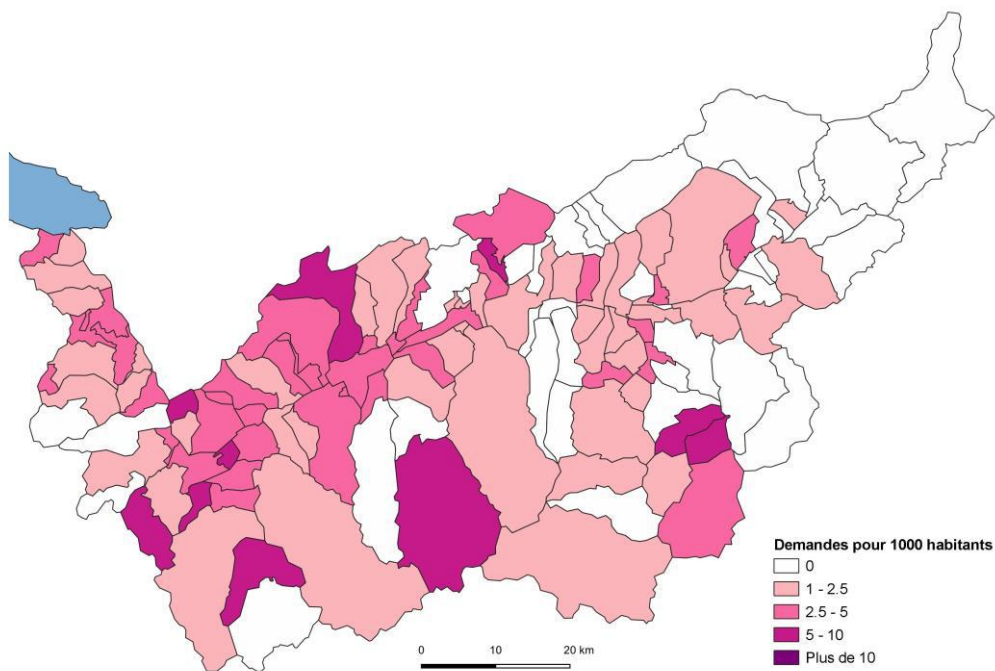 Demandes pour 1000 habitants
0
1 - 2.5
2.5 - 5
5 - 10
Plus de 10
0 10 20 km